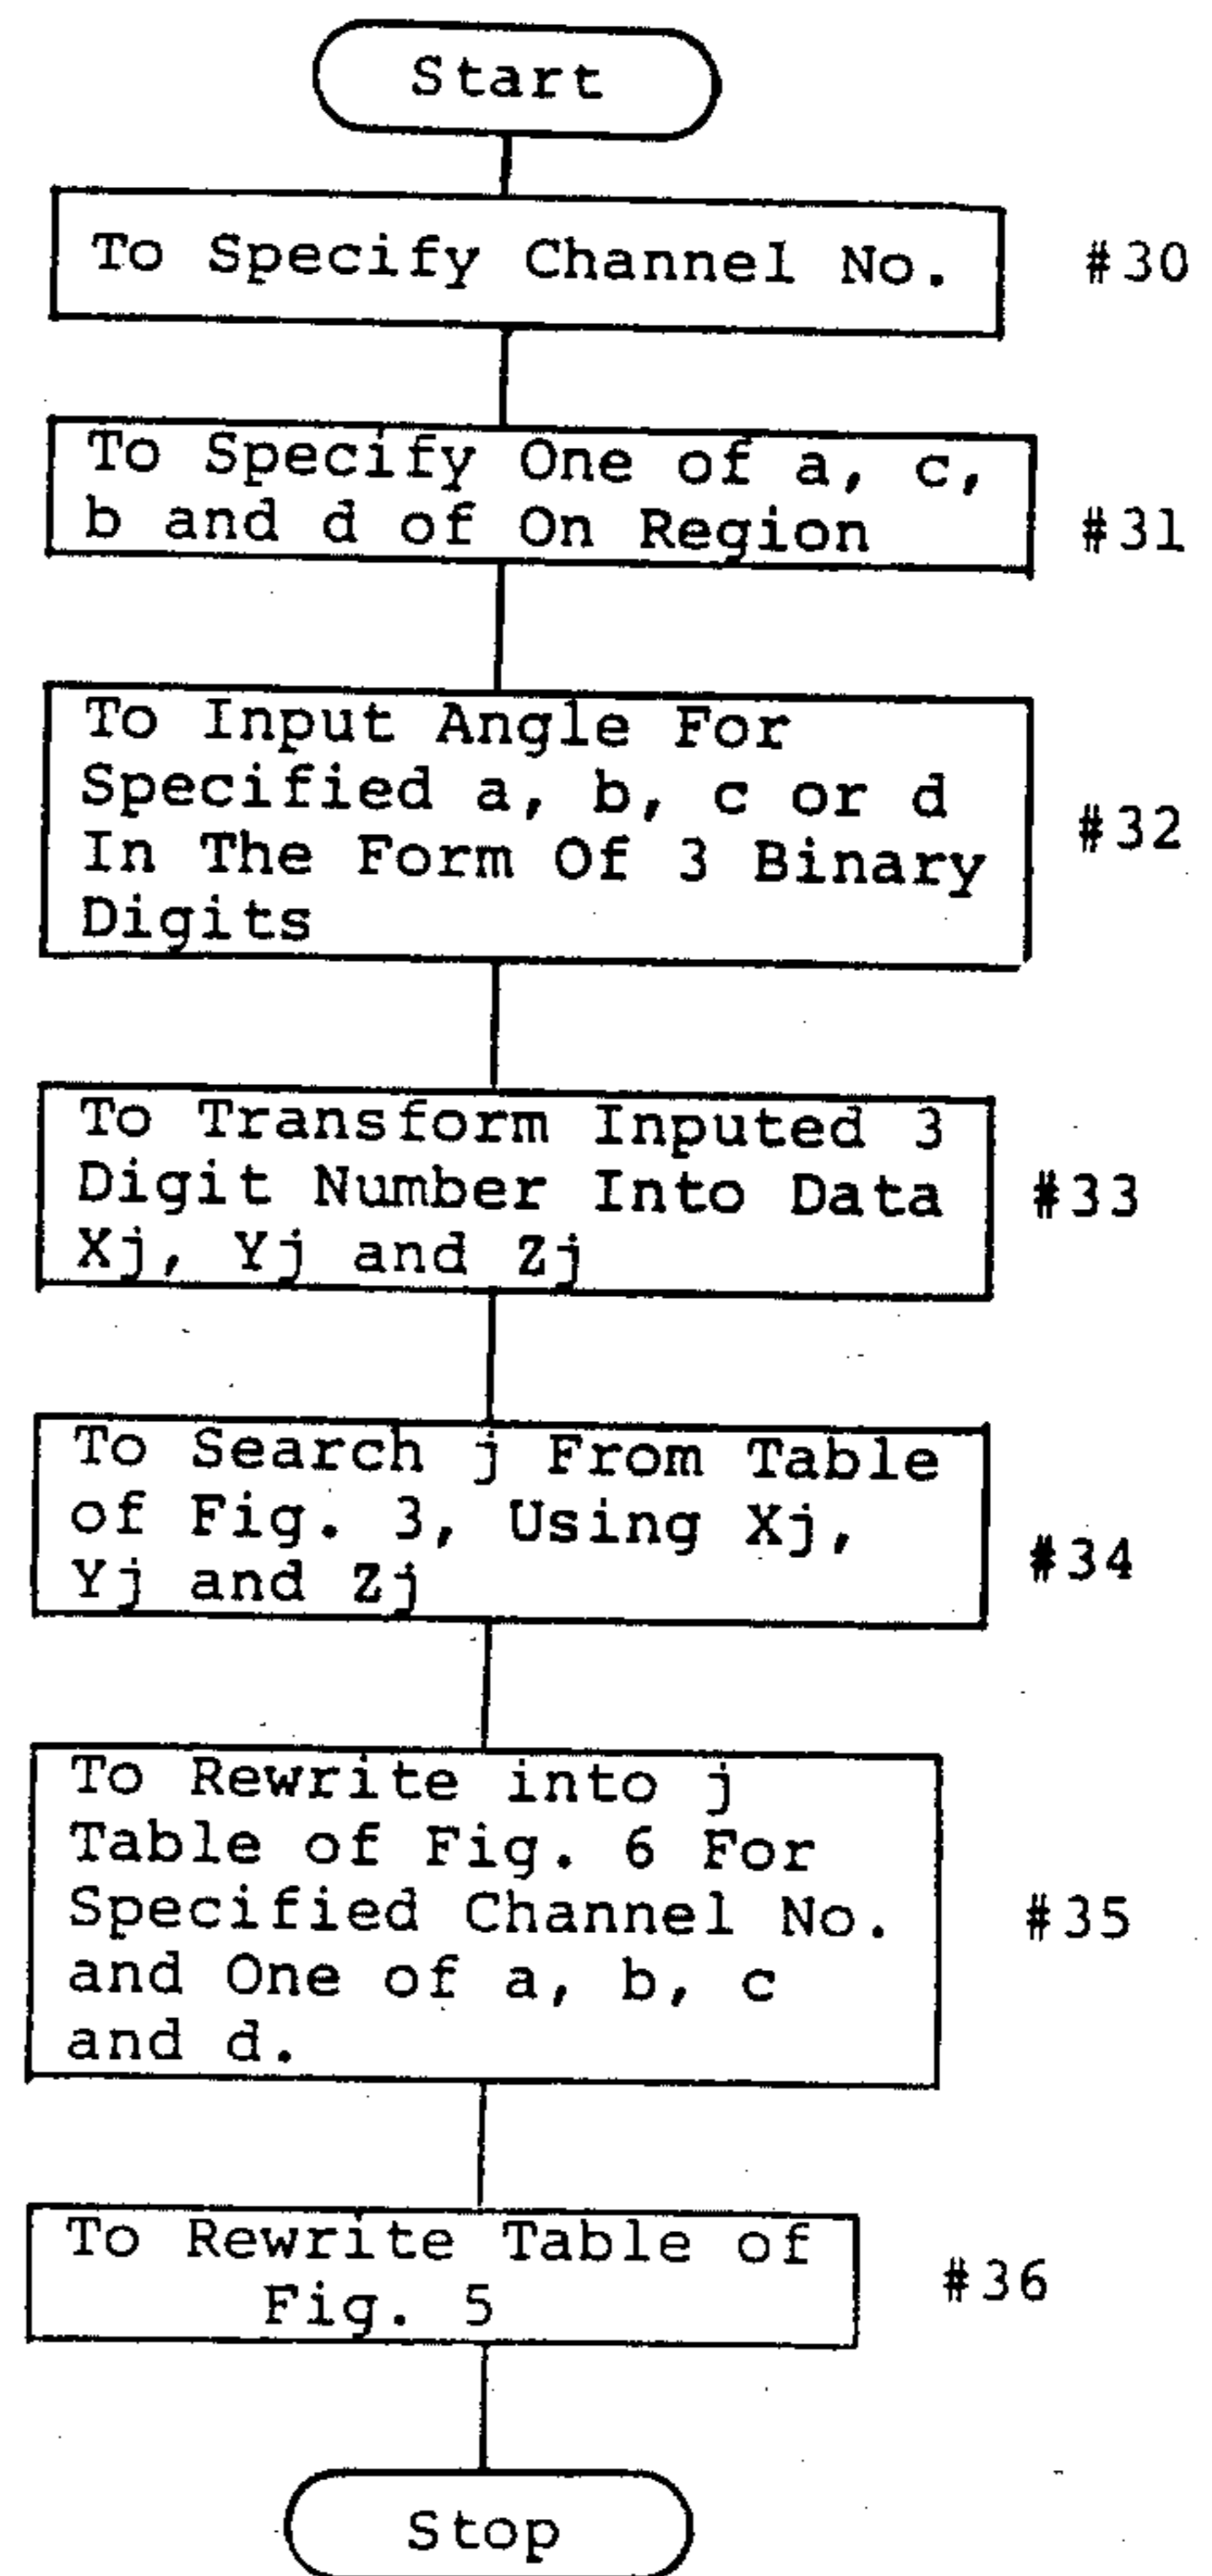 Start
To Specify Channel No.
#30
To Specify One of a, c,
b and d of On Region
#31
To Input Angle For
Specified a, b, c or d
In The Form Of 3 Binary
Digits
#32
To Transform Inputed 3
Digit Number Into Data
Xj, Yj and Zj
#33
To Search j From Table
of Fig. 3, Using Xj,
Yj and Zj
#34
To Rewrite into j
Table of Fig. 6 For
Specified Channel No.
and One of a, b, c
and d.
#35
To Rewrite Table of
Fig. 5
#36
Stop